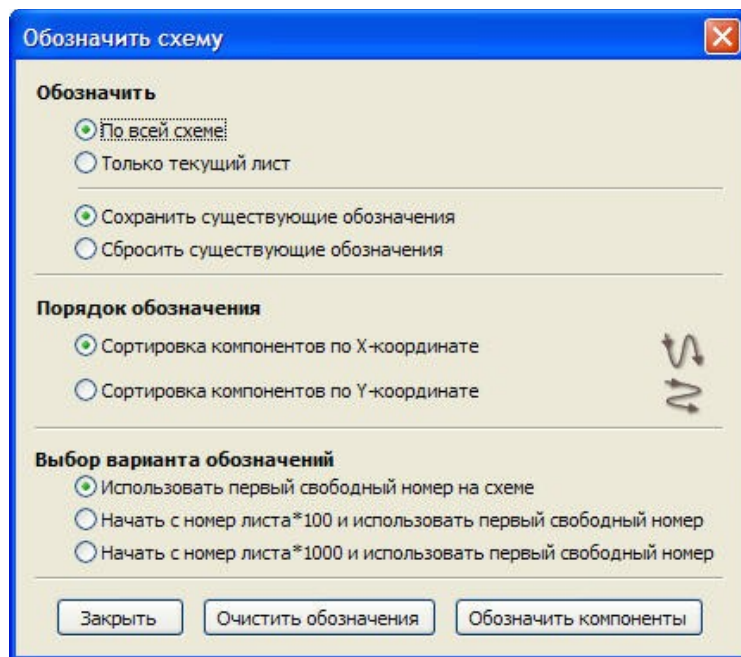 Обозначить схему
Обозначить
По всей схеме
Только текущий лист
Сохранить существующие обозначения
Сбросить существующие обозначения
Порядок обозначения
Сортировка компонентов по X-координате
Сортировка компонентов по Y-координате
Выбор варианта обозначений
Использовать первый свободный номер на схеме
Начать с номер листа*100 и использовать первый свободный номер
Начать с номер листа*1000 и использовать первый свободный номер
Закрыть Очистить обозначения Обозначить компоненты